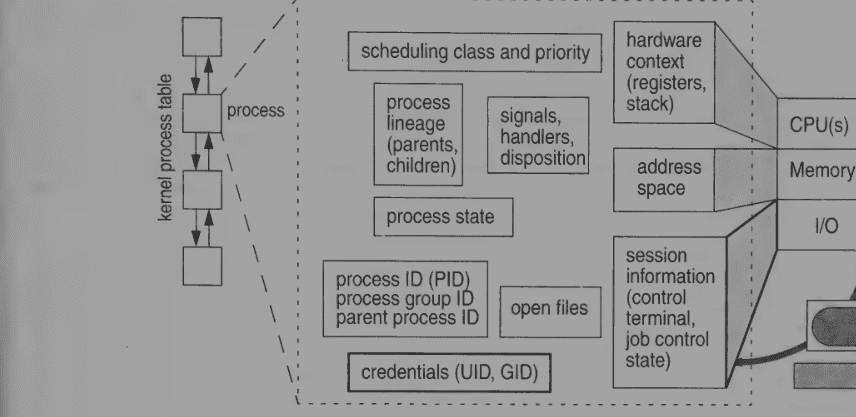 kernel process table
process
scheduling class and priority
process
lineage
(parents,
children)
signals,
handlers,
disposition
process state
process ID (PID)
process group ID
parent process ID
open files
credentials (UID, GID)
hardware
context
(registers,
stack)
address
space
session
information
(control
terminal,
job control
state)
CPU(s)
Memory
I/O